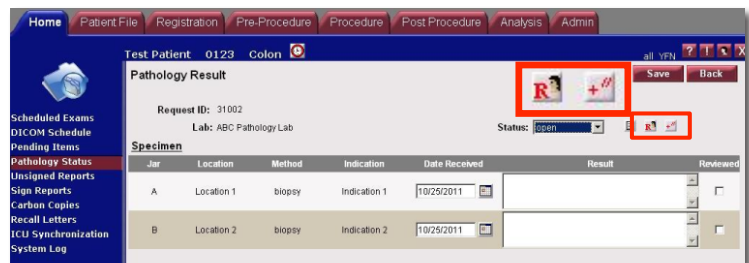 Home Patient File Registration Pre-Procedure Procedure Post Procedure Analysis Admin
Test Patient 0123 Colon all YFN ? T X
Pathology Result R +" Save Back
Request ID: 31002
Scheduled Exams
Lab: ABC Pathology Lab Status: open R +"
DICOM Schedule
Pending Items
Specimen
Pathology Status
Jar Location Method Indication Date Received Result Reviewed
Unsigned Reports
Sign Reports
A Location 1 biopsy Indication 1 10/25/2011
Carbon Copies
Recall Letters
B Location 2 biopsy Indication 2 10/25/2011
ICU Synchronization
System Log